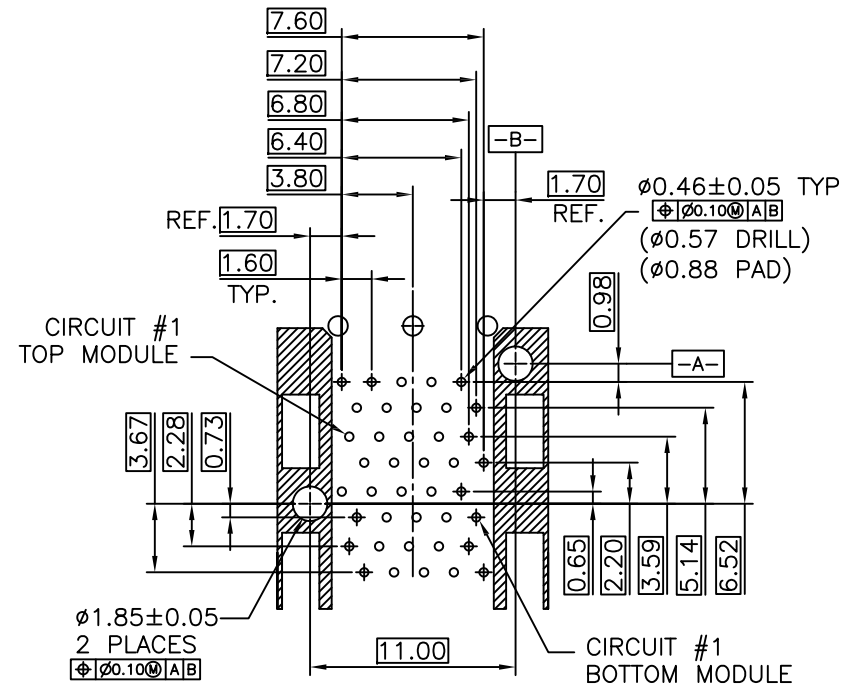 7.60
7.20
6.80
6.40
3.80
-B-
1.70
REF.
REF. 1.70
1.60
TYP.
ø0.46±0.05 TYP
⌖ ø0.10Ⓜ A B
(ø0.57 DRILL)
(ø0.88 PAD)
0.98
CIRCUIT #1
TOP MODULE
-A-
3.67
2.28
0.73
0.65
2.20
3.59
5.14
6.52
ø1.85±0.05
2 PLACES
⌖ ø0.10Ⓜ A B
11.00
CIRCUIT #1
BOTTOM MODULE